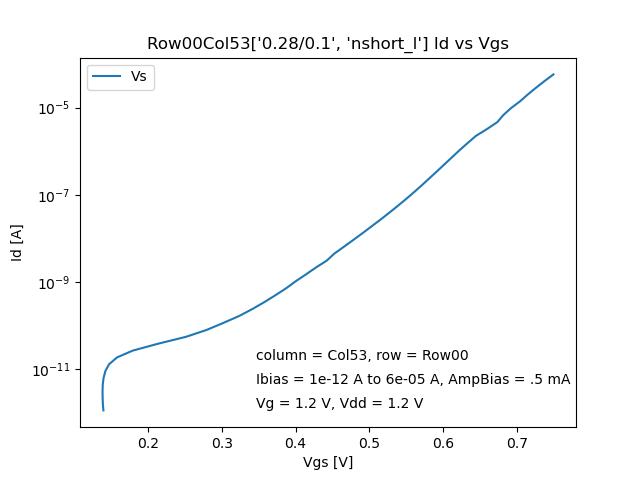 Row00Col53['0.28/0.1', 'nshort_l'] Id vs Vgs
Vs
10⁻⁵
10⁻⁷
10⁻⁹
10⁻¹¹
Id [A]
column = Col53, row = Row00
Ibias = 1e-12 A to 6e-05 A, AmpBias = .5 mA
Vg = 1.2 V, Vdd = 1.2 V
0.2 0.3 0.4 0.5 0.6 0.7
Vgs [V]